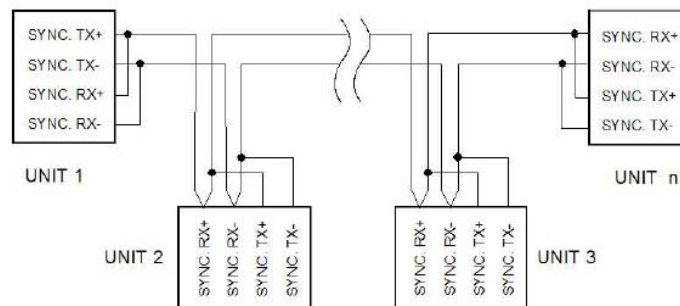 SYNC. TX+
SYNC. TX-
SYNC. RX+
SYNC. RX-
UNIT 1
SYNC. RX+
SYNC. RX-
SYNC. TX+
SYNC. TX-
UNIT n
UNIT 2
SYNC. RX+
SYNC. RX-
SYNC. TX+
SYNC. TX-
SYNC. RX+
SYNC. RX-
SYNC. TX+
SYNC. TX-
UNIT 3